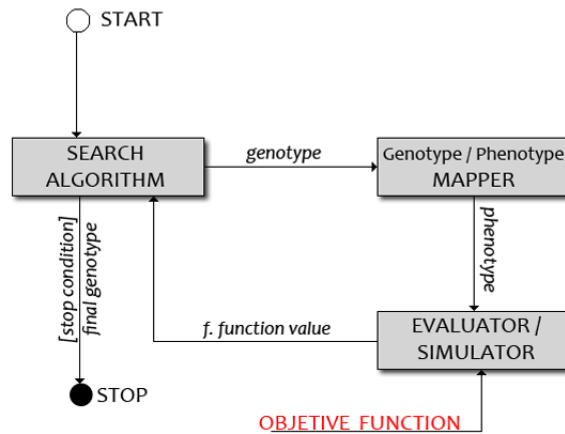 START
SEARCH
ALGORITHM
genotype
Genotype / Phenotype
MAPPER
[stop condition]
final genotype
phenotype
f. function value
EVALUATOR /
SIMULATOR
STOP
OBJETIVE FUNCTION